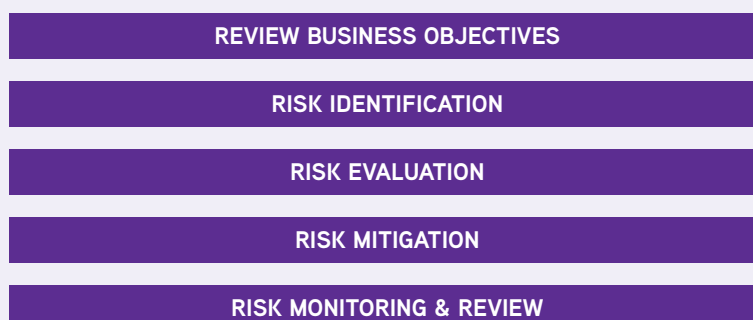 REVIEW BUSINESS OBJECTIVES
RISK IDENTIFICATION
RISK EVALUATION
RISK MITIGATION
RISK MONITORING & REVIEW